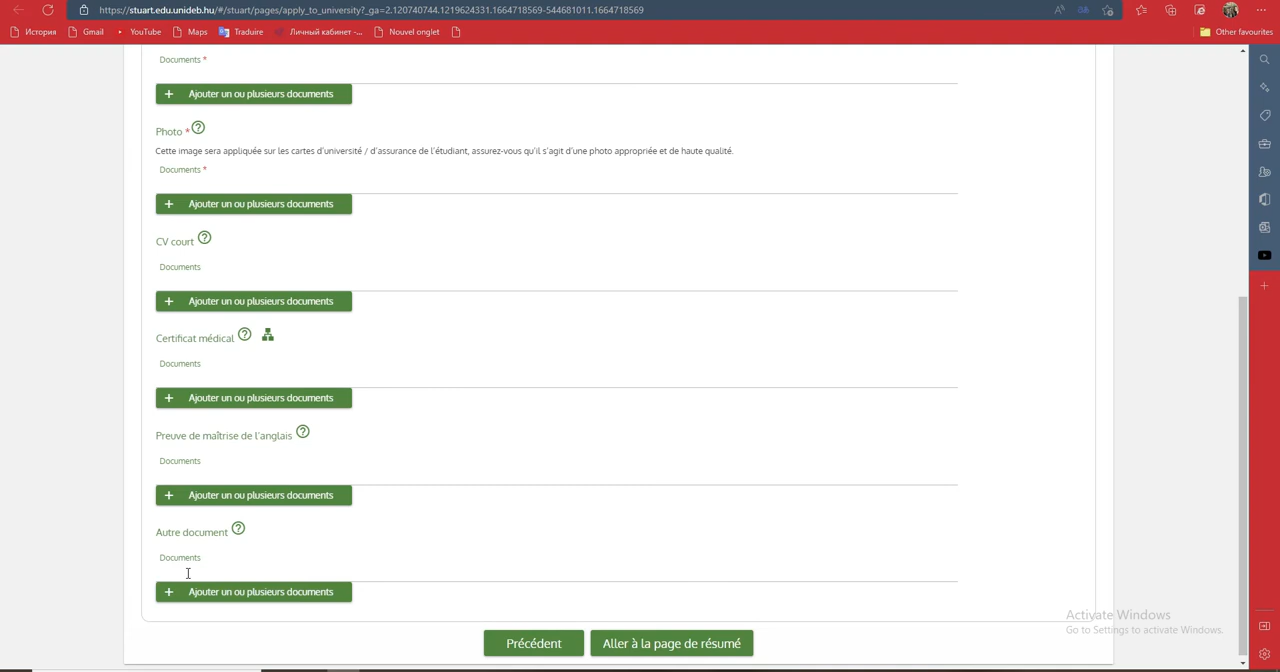 https://stuart.edu.unideb.hu/#/stuart/pages/apply_to_university?_ga=2.120740744.1219624331.1664718569-544681011.1664718569
История Gmail YouTube Maps Traduire Личный кабинет -... Nouvel onglet Other favourites
Documents *
+ Ajouter un ou plusieurs documents
Photo * ?
Cette image sera appliquée sur les cartes d'université / d'assurance de l'étudiant, assurez-vous qu'il s'agit d'une photo appropriée et de haute qualité.
Documents *
+ Ajouter un ou plusieurs documents
CV court ?
Documents
+ Ajouter un ou plusieurs documents
Certificat médical ?
Documents
+ Ajouter un ou plusieurs documents
Preuve de maîtrise de l'anglais ?
Documents
+ Ajouter un ou plusieurs documents
Autre document ?
Documents
+ Ajouter un ou plusieurs documents
Activate Windows
Go to Settings to activate Windows.
Précédent Aller à la page de résumé